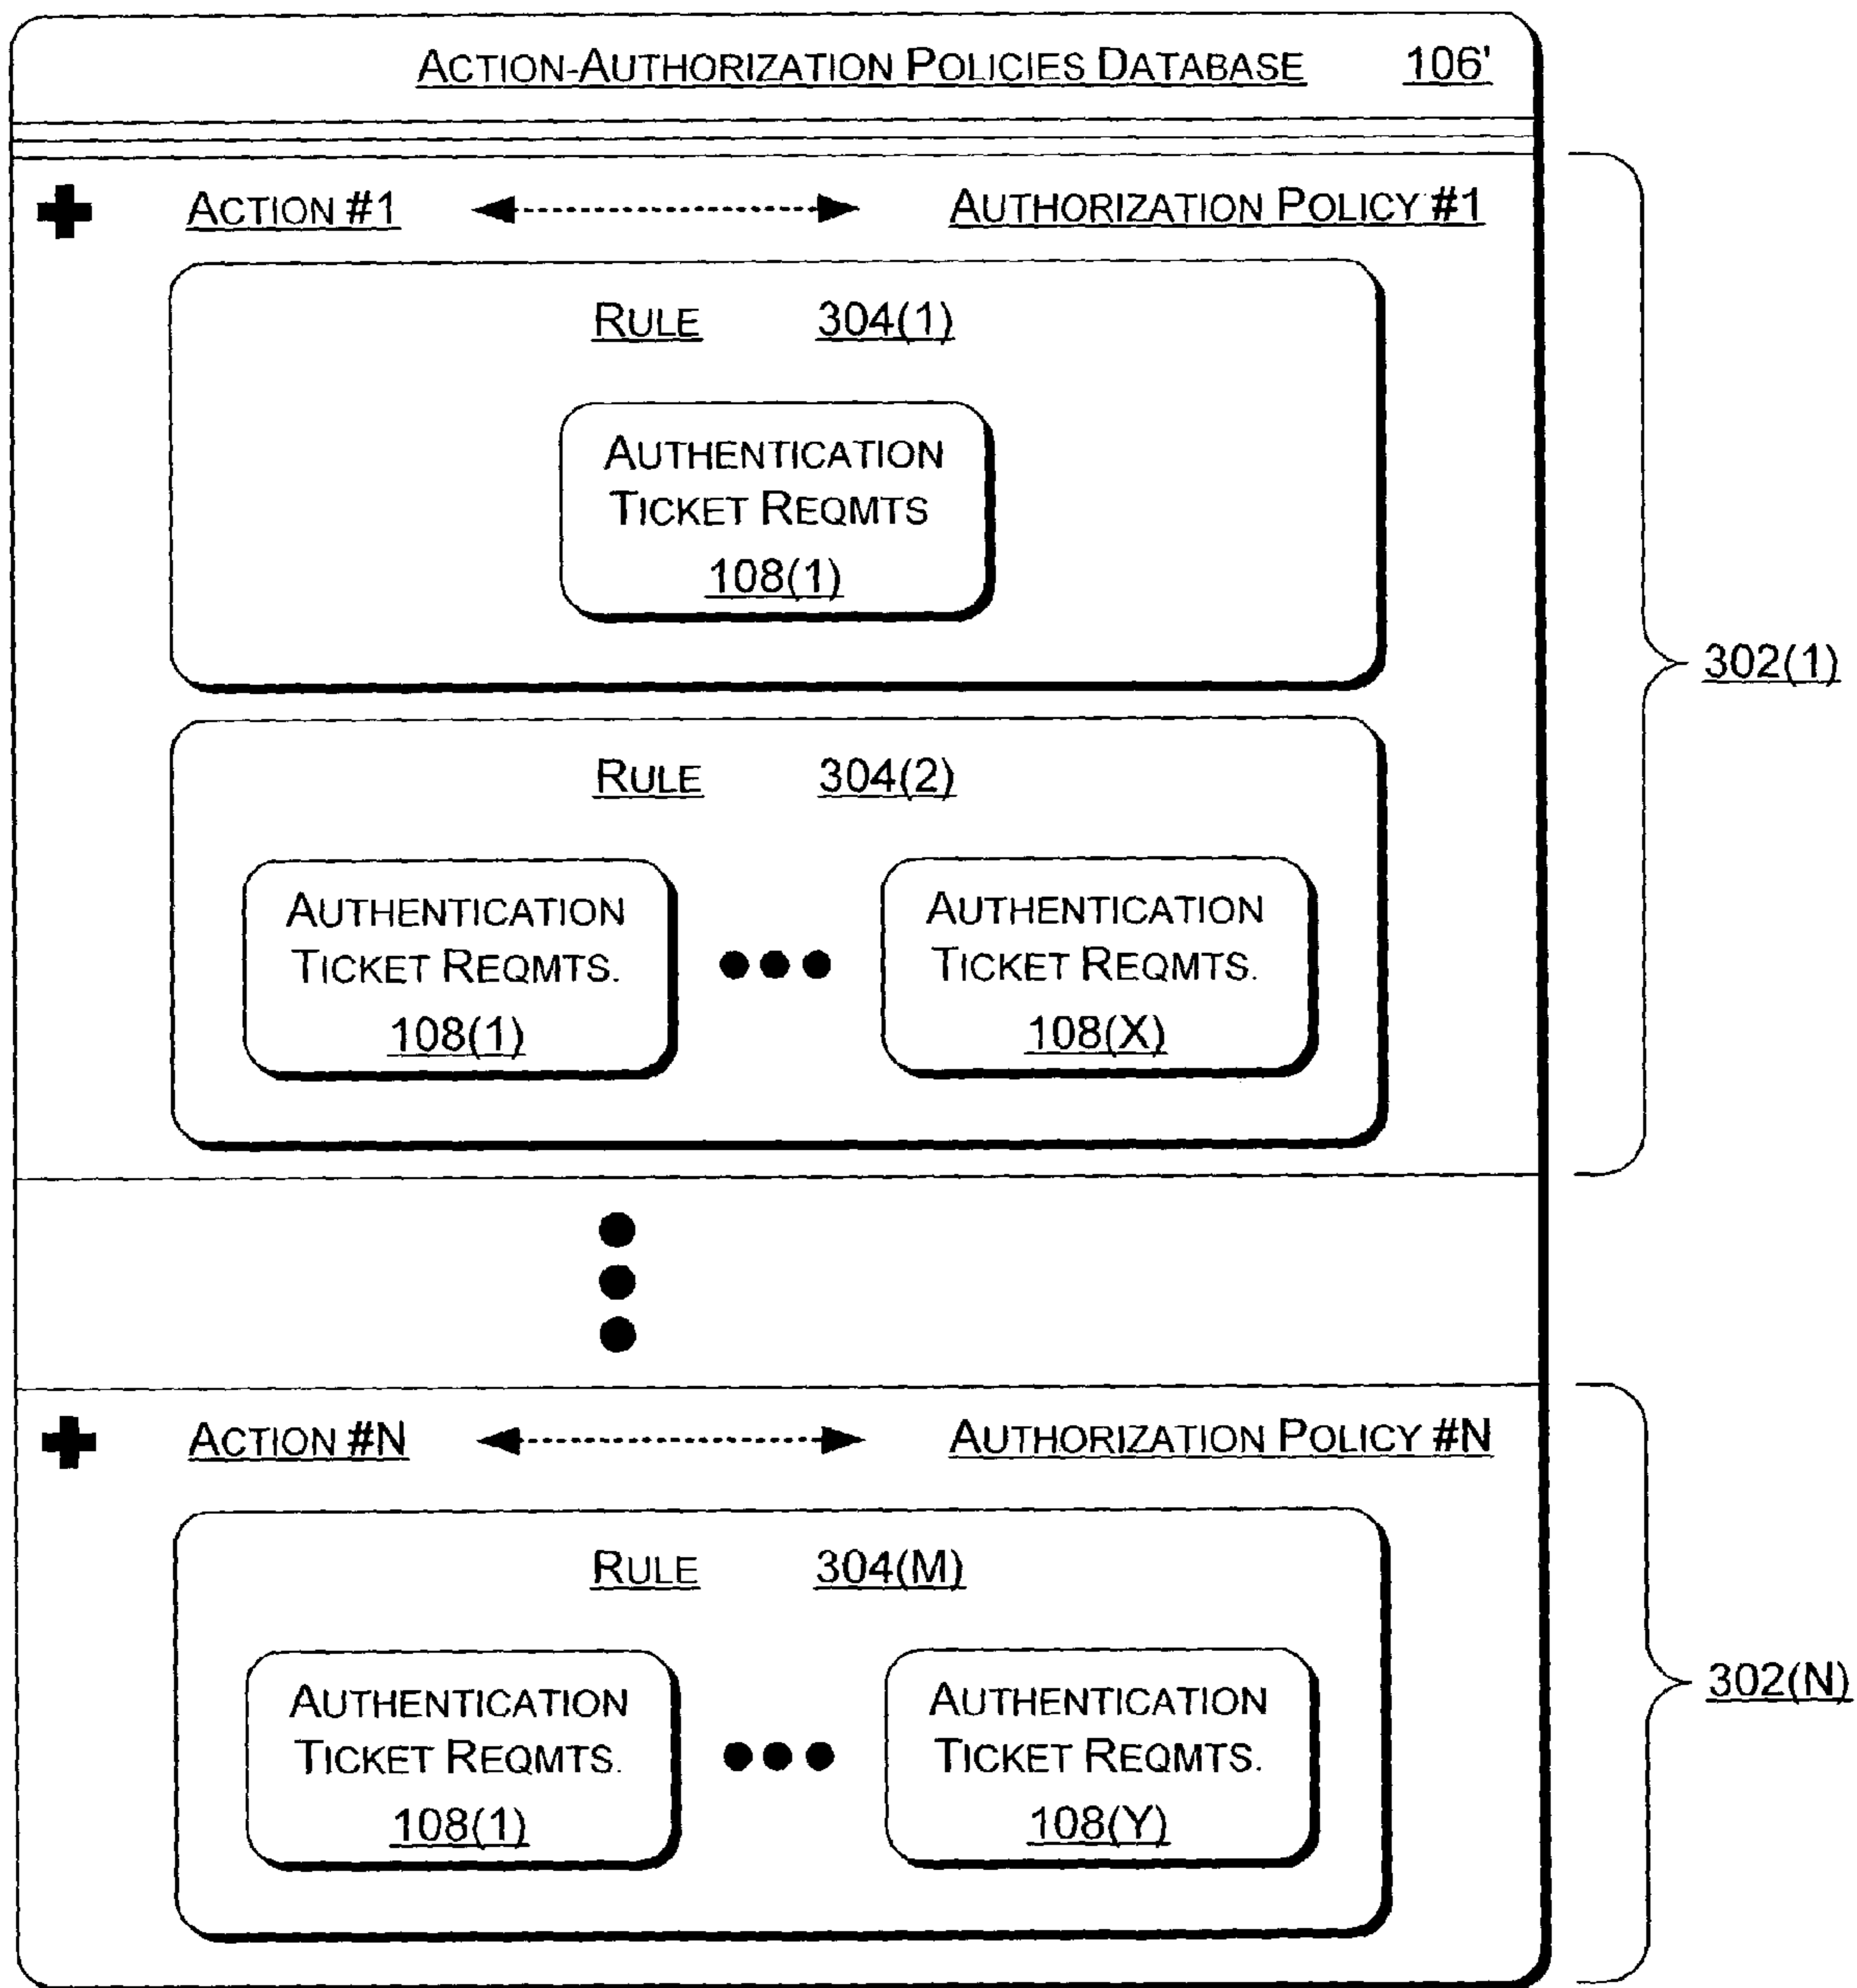 ACTION-AUTHORIZATION POLICIES DATABASE 106'
ACTION #1 AUTHORIZATION POLICY #1
RULE 304(1)
AUTHENTICATION
TICKET REQMTS
108(1)
302(1)
RULE 304(2)
AUTHENTICATION
TICKET REQMTS.
108(1)
AUTHENTICATION
TICKET REQMTS.
108(X)
ACTION #N AUTHORIZATION POLICY #N
RULE 304(M)
AUTHENTICATION
TICKET REQMTS.
108(1)
AUTHENTICATION
TICKET REQMTS.
108(Y)
302(N)